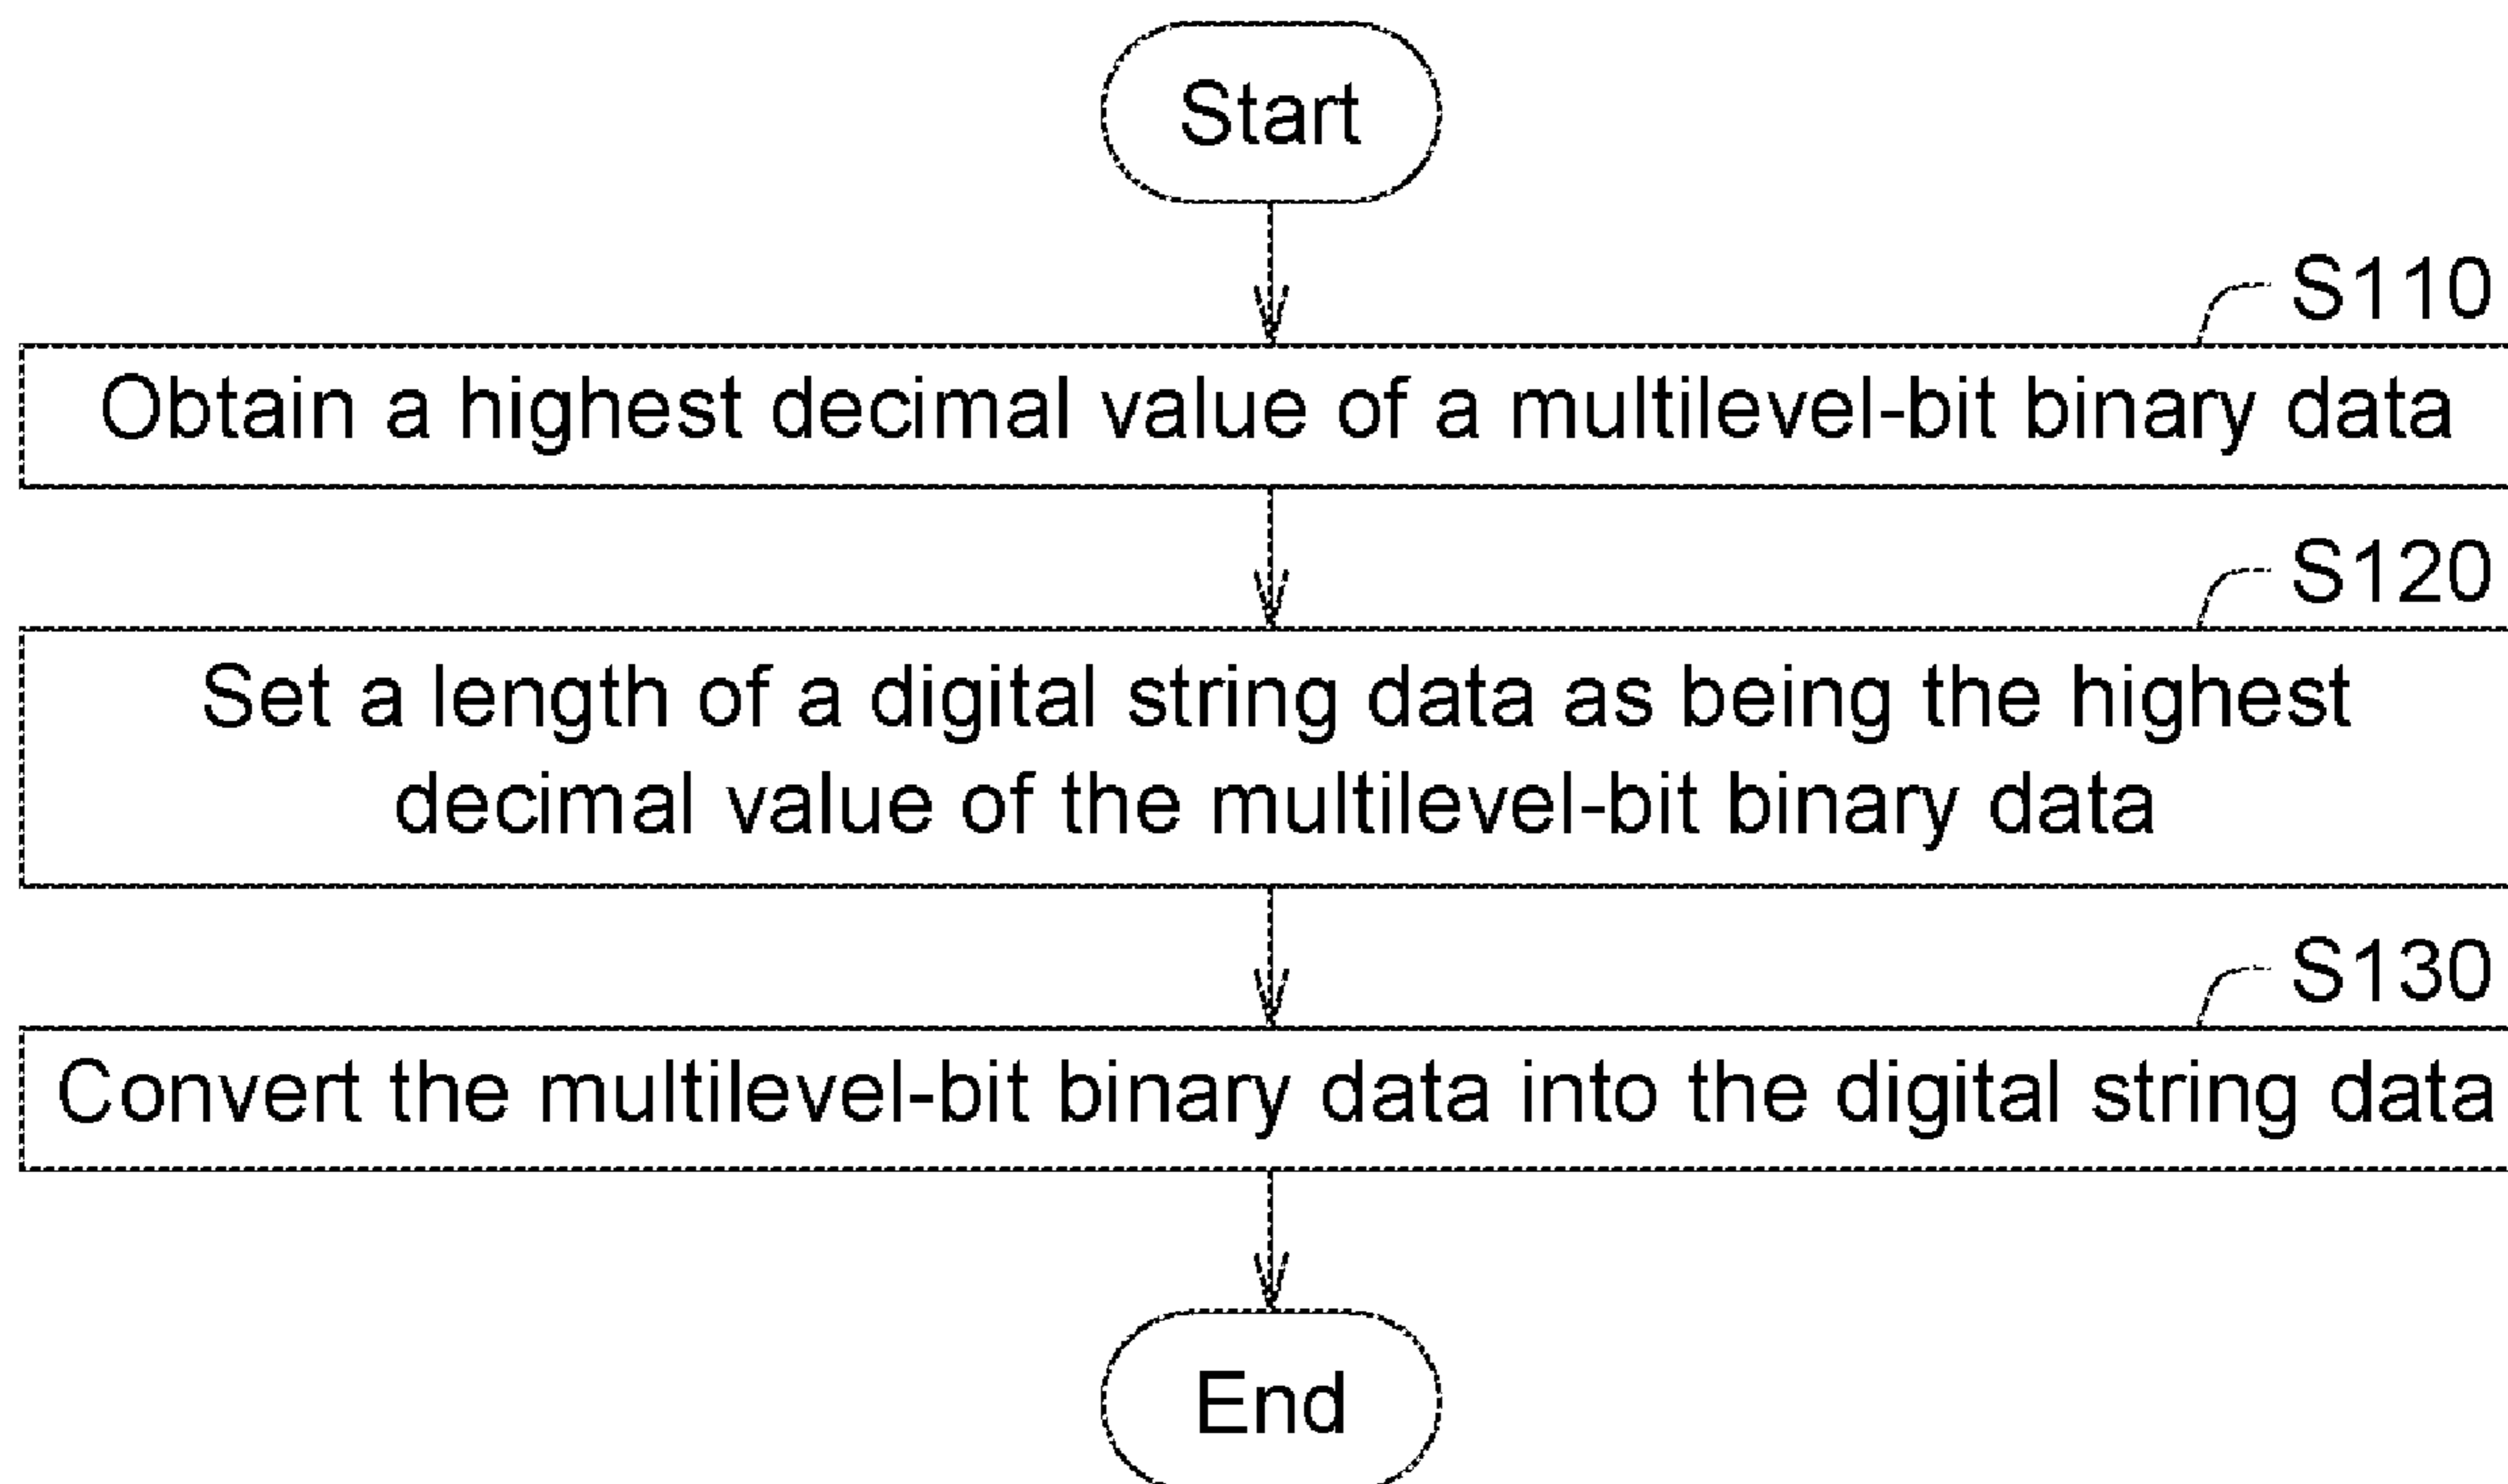 Start
S110
Obtain a highest decimal value of a multilevel-bit binary data
S120
Set a length of a digital string data as being the highest
decimal value of the multilevel-bit binary data
S130
Convert the multilevel-bit binary data into the digital string data
End